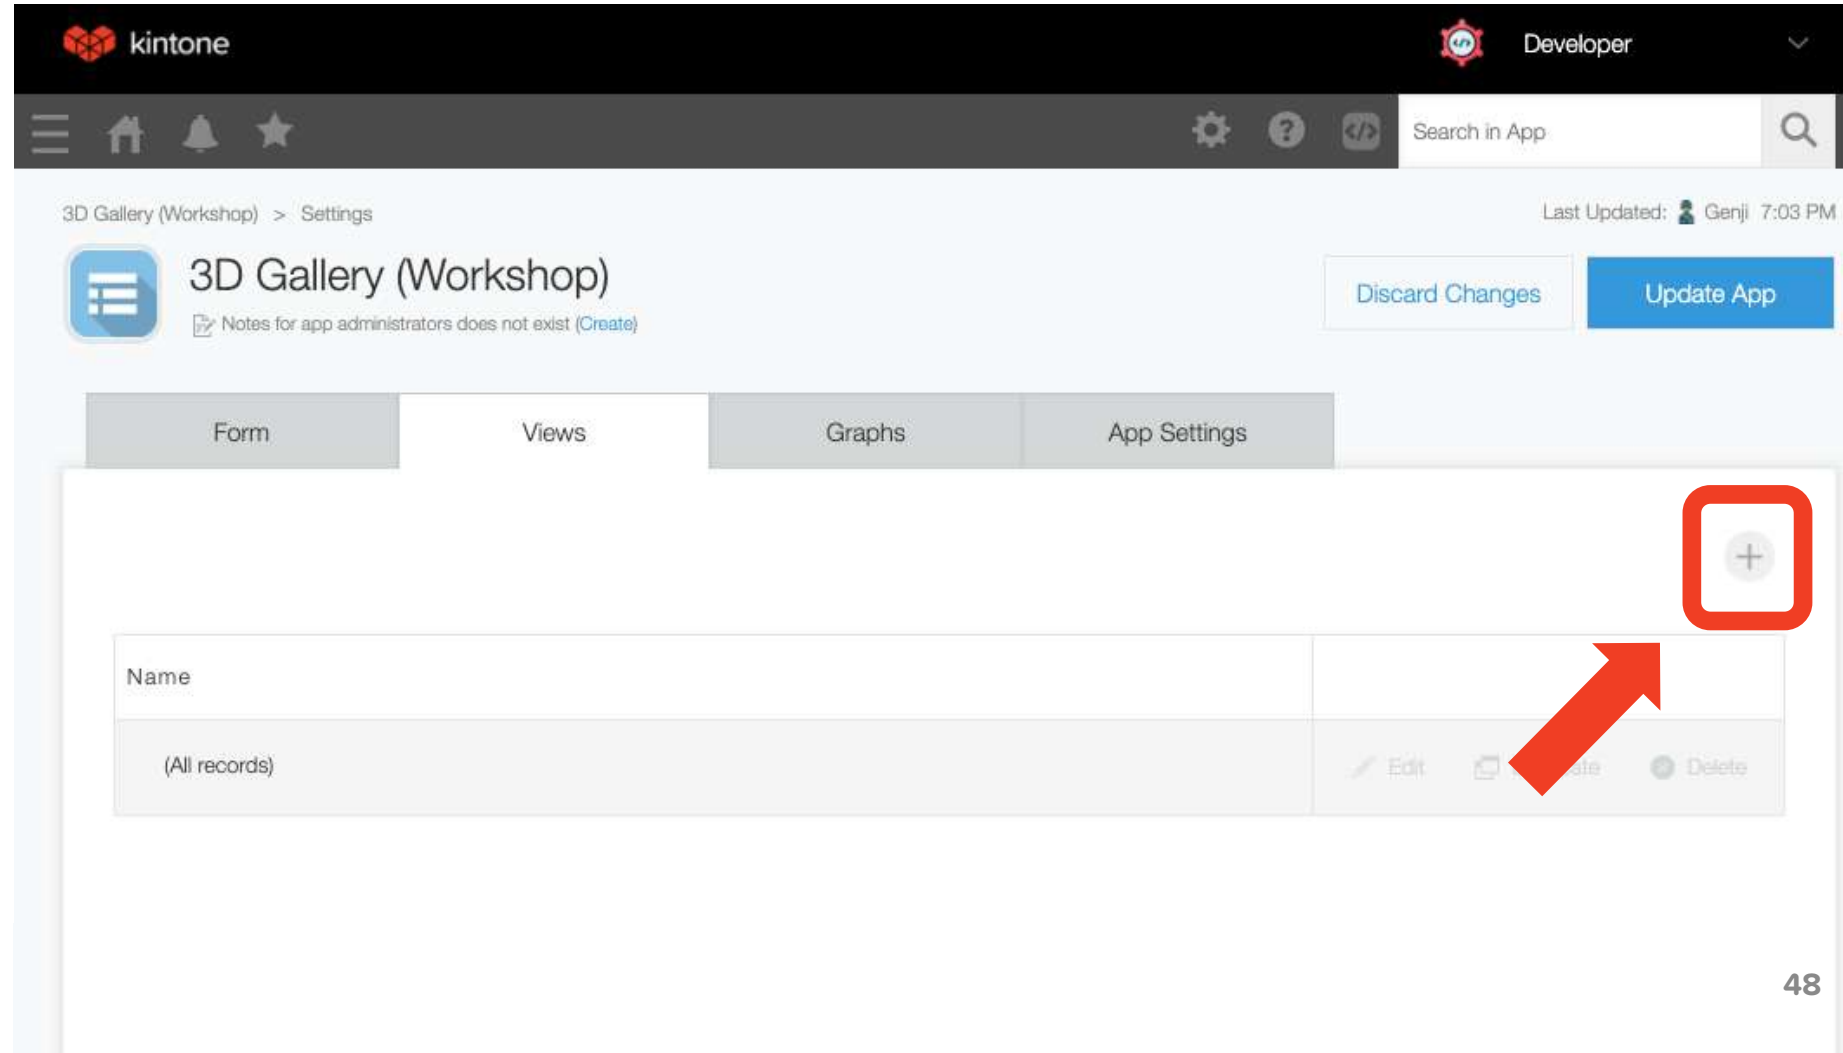 kintone
Developer
</>
Search in App
3D Gallery (Workshop) > Settings
Last Updated: Genji 7:03 PM
3D Gallery (Workshop)
Notes for app administrators does not exist (Create)
Discard Changes
Update App
Form
Views
Graphs
App Settings
Name
(All records)
Edit
Delete
48